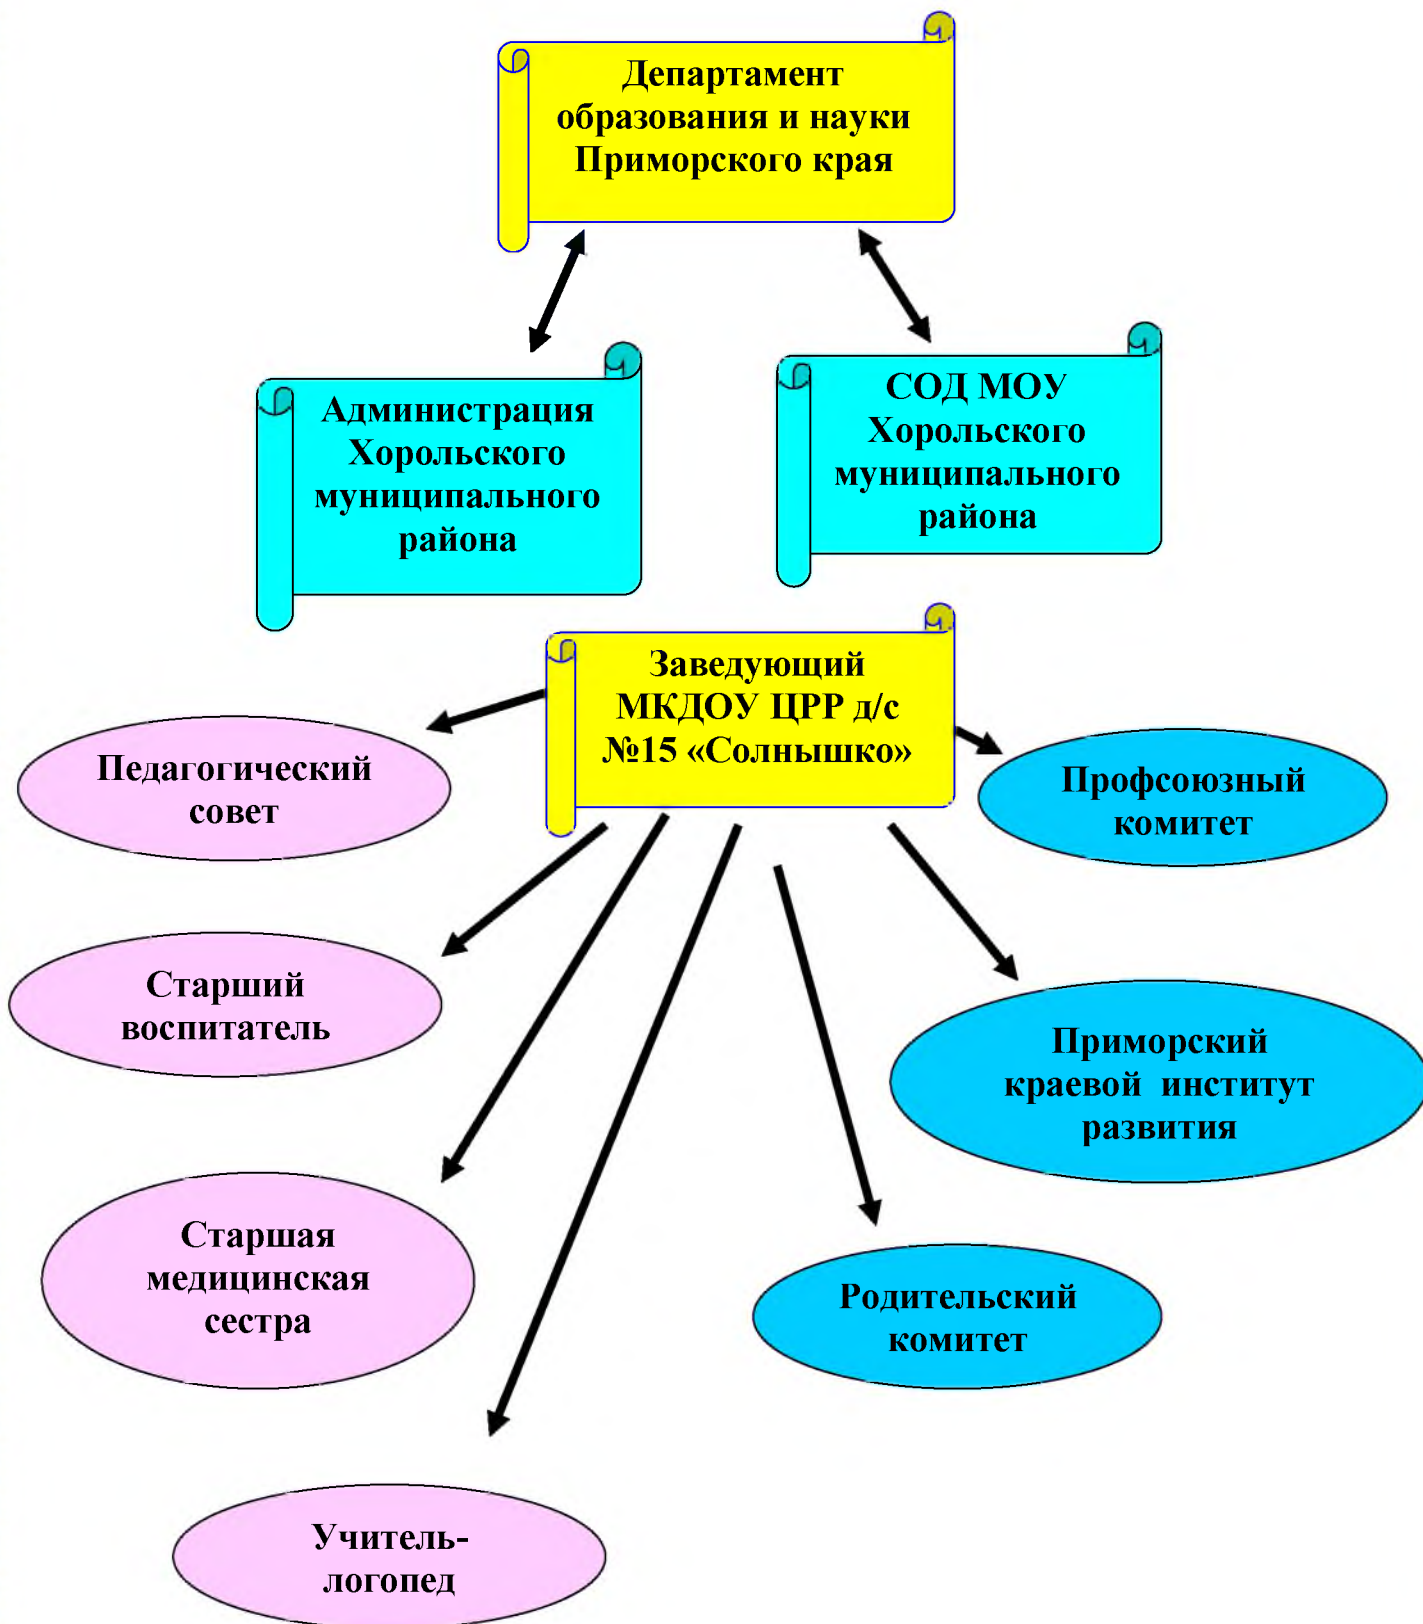 Департамент
образования и науки
Приморского края
Администрация
Хорольского
муниципального
района
СОД МОУ
Хорольского
муниципального
района
Заведующий
МКДОУ ЦРР д/с
№15 «Солнышко»
Педагогический
совет
Профсоюзный
комитет
Старший
воспитатель
Приморский
краевой институт
развития
Старшая
медицинская
сестра
Родительский
комитет
Учитель-
логопед